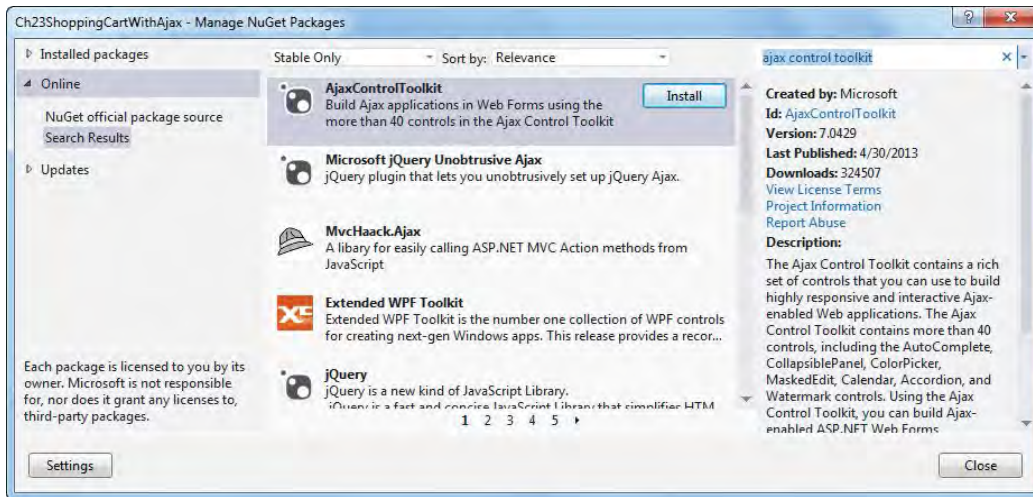 Ch23ShoppingCartWithAjax - Manage NuGet Packages
Installed packages
Online
NuGet official package source
Search Results
Updates
Each package is licensed to you by its
owner. Microsoft is not responsible
for, nor does it grant any licenses to,
third-party packages.
Settings
Stable Only
Sort by: Relevance
AjaxControlToolkit
Build Ajax applications in Web Forms using the
more than 40 controls in the Ajax Control Toolkit
Install
Microsoft jQuery Unobtrusive Ajax
jQuery plugin that lets you unobtrusively set up jQuery Ajax.
MvcHaack.Ajax
A libary for easily calling ASP.NET MVC Action methods from
JavaScript
Extended WPF Toolkit
Extended WPF Toolkit is the number one collection of WPF controls
for creating next-gen Windows apps. This release provides a recor...
jQuery
jQuery is a new kind of JavaScript Library.
jQuery is a fast and concise JavaScript Library that simplifies HTML
1 2 3 4 5
ajax control toolkit
Created by: Microsoft
Id: AjaxControlToolkit
Version: 7.0429
Last Published: 4/30/2013
Downloads: 324507
View License Terms
Project Information
Report Abuse
Description:
The Ajax Control Toolkit contains a rich
set of controls that you can use to build
highly responsive and interactive Ajax-
enabled Web applications. The Ajax
Control Toolkit contains more than 40
controls, including the AutoComplete,
CollapsiblePanel, ColorPicker,
MaskedEdit, Calendar, Accordion, and
Watermark controls. Using the Ajax
Control Toolkit, you can build Ajax-
enabled ASP.NET Web Forms
Close